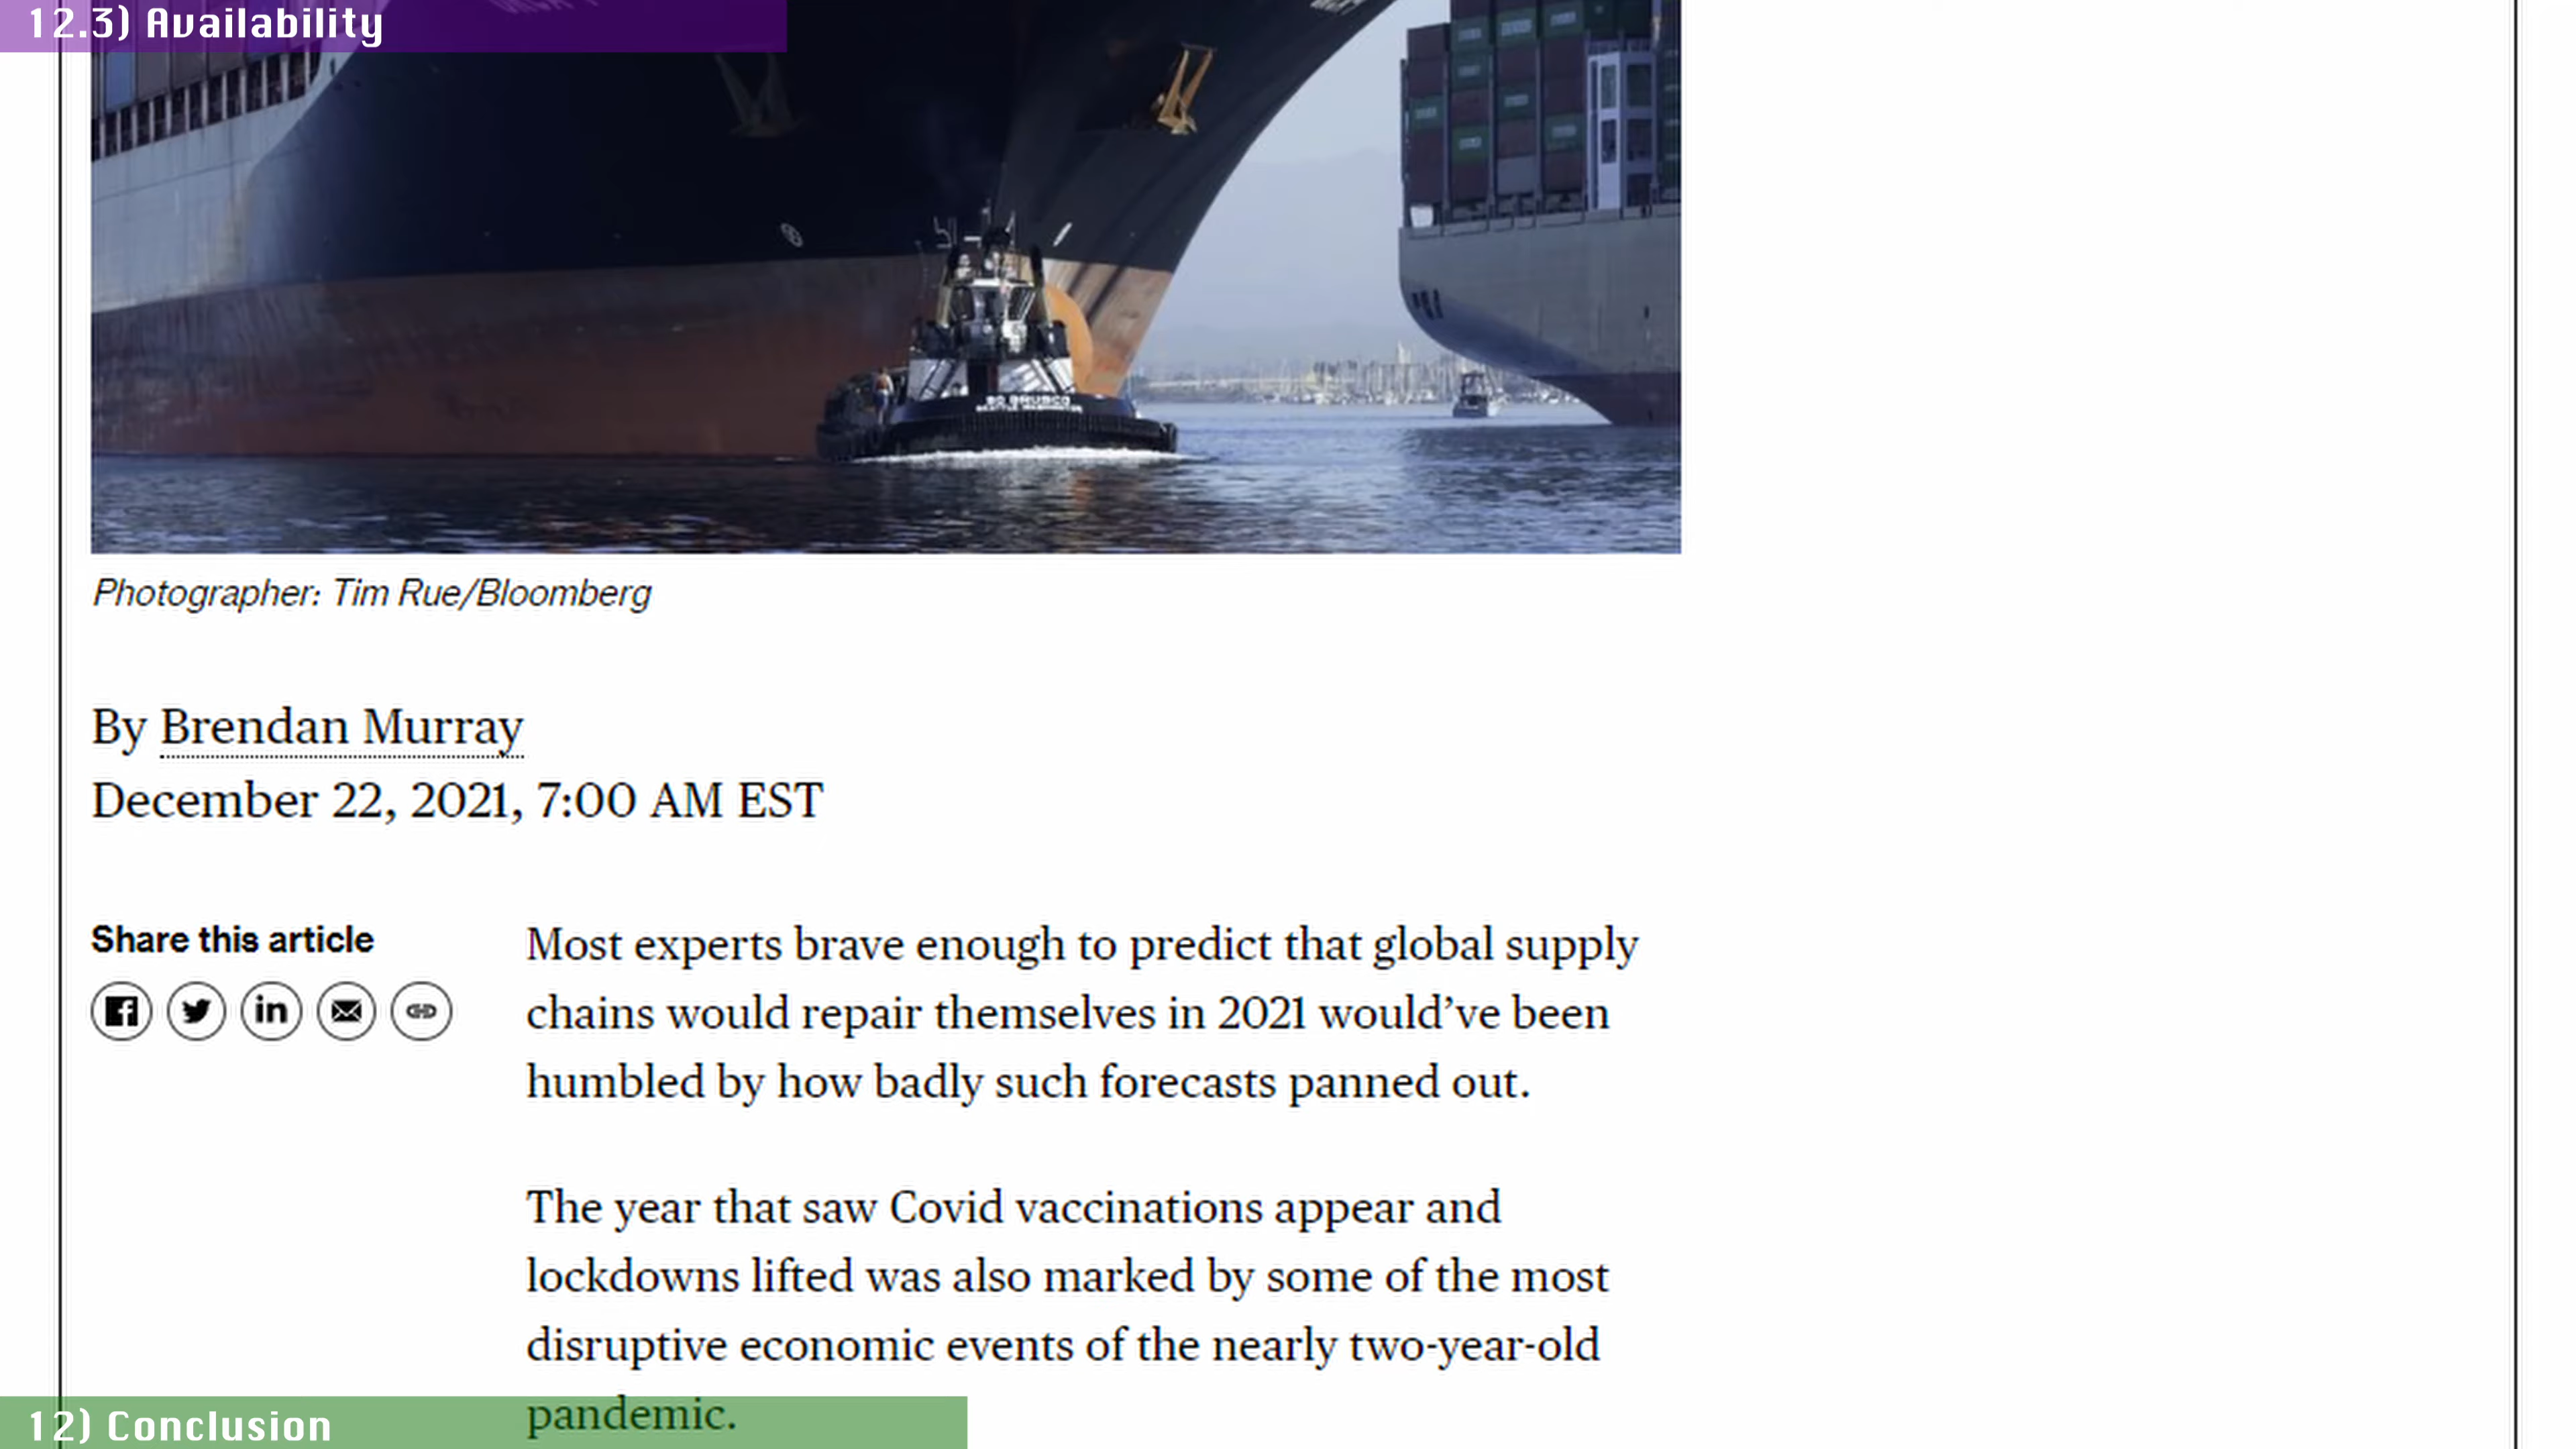 12.3) Availability
Photographer: Tim Rue/Bloomberg
By Brendan Murray
December 22, 2021, 7:00 AM EST
Share this article
Most experts brave enough to predict that global supply
chains would repair themselves in 2021 would’ve been
humbled by how badly such forecasts panned out.
The year that saw Covid vaccinations appear and
lockdowns lifted was also marked by some of the most
disruptive economic events of the nearly two-year-old
pandemic.
12) Conclusion